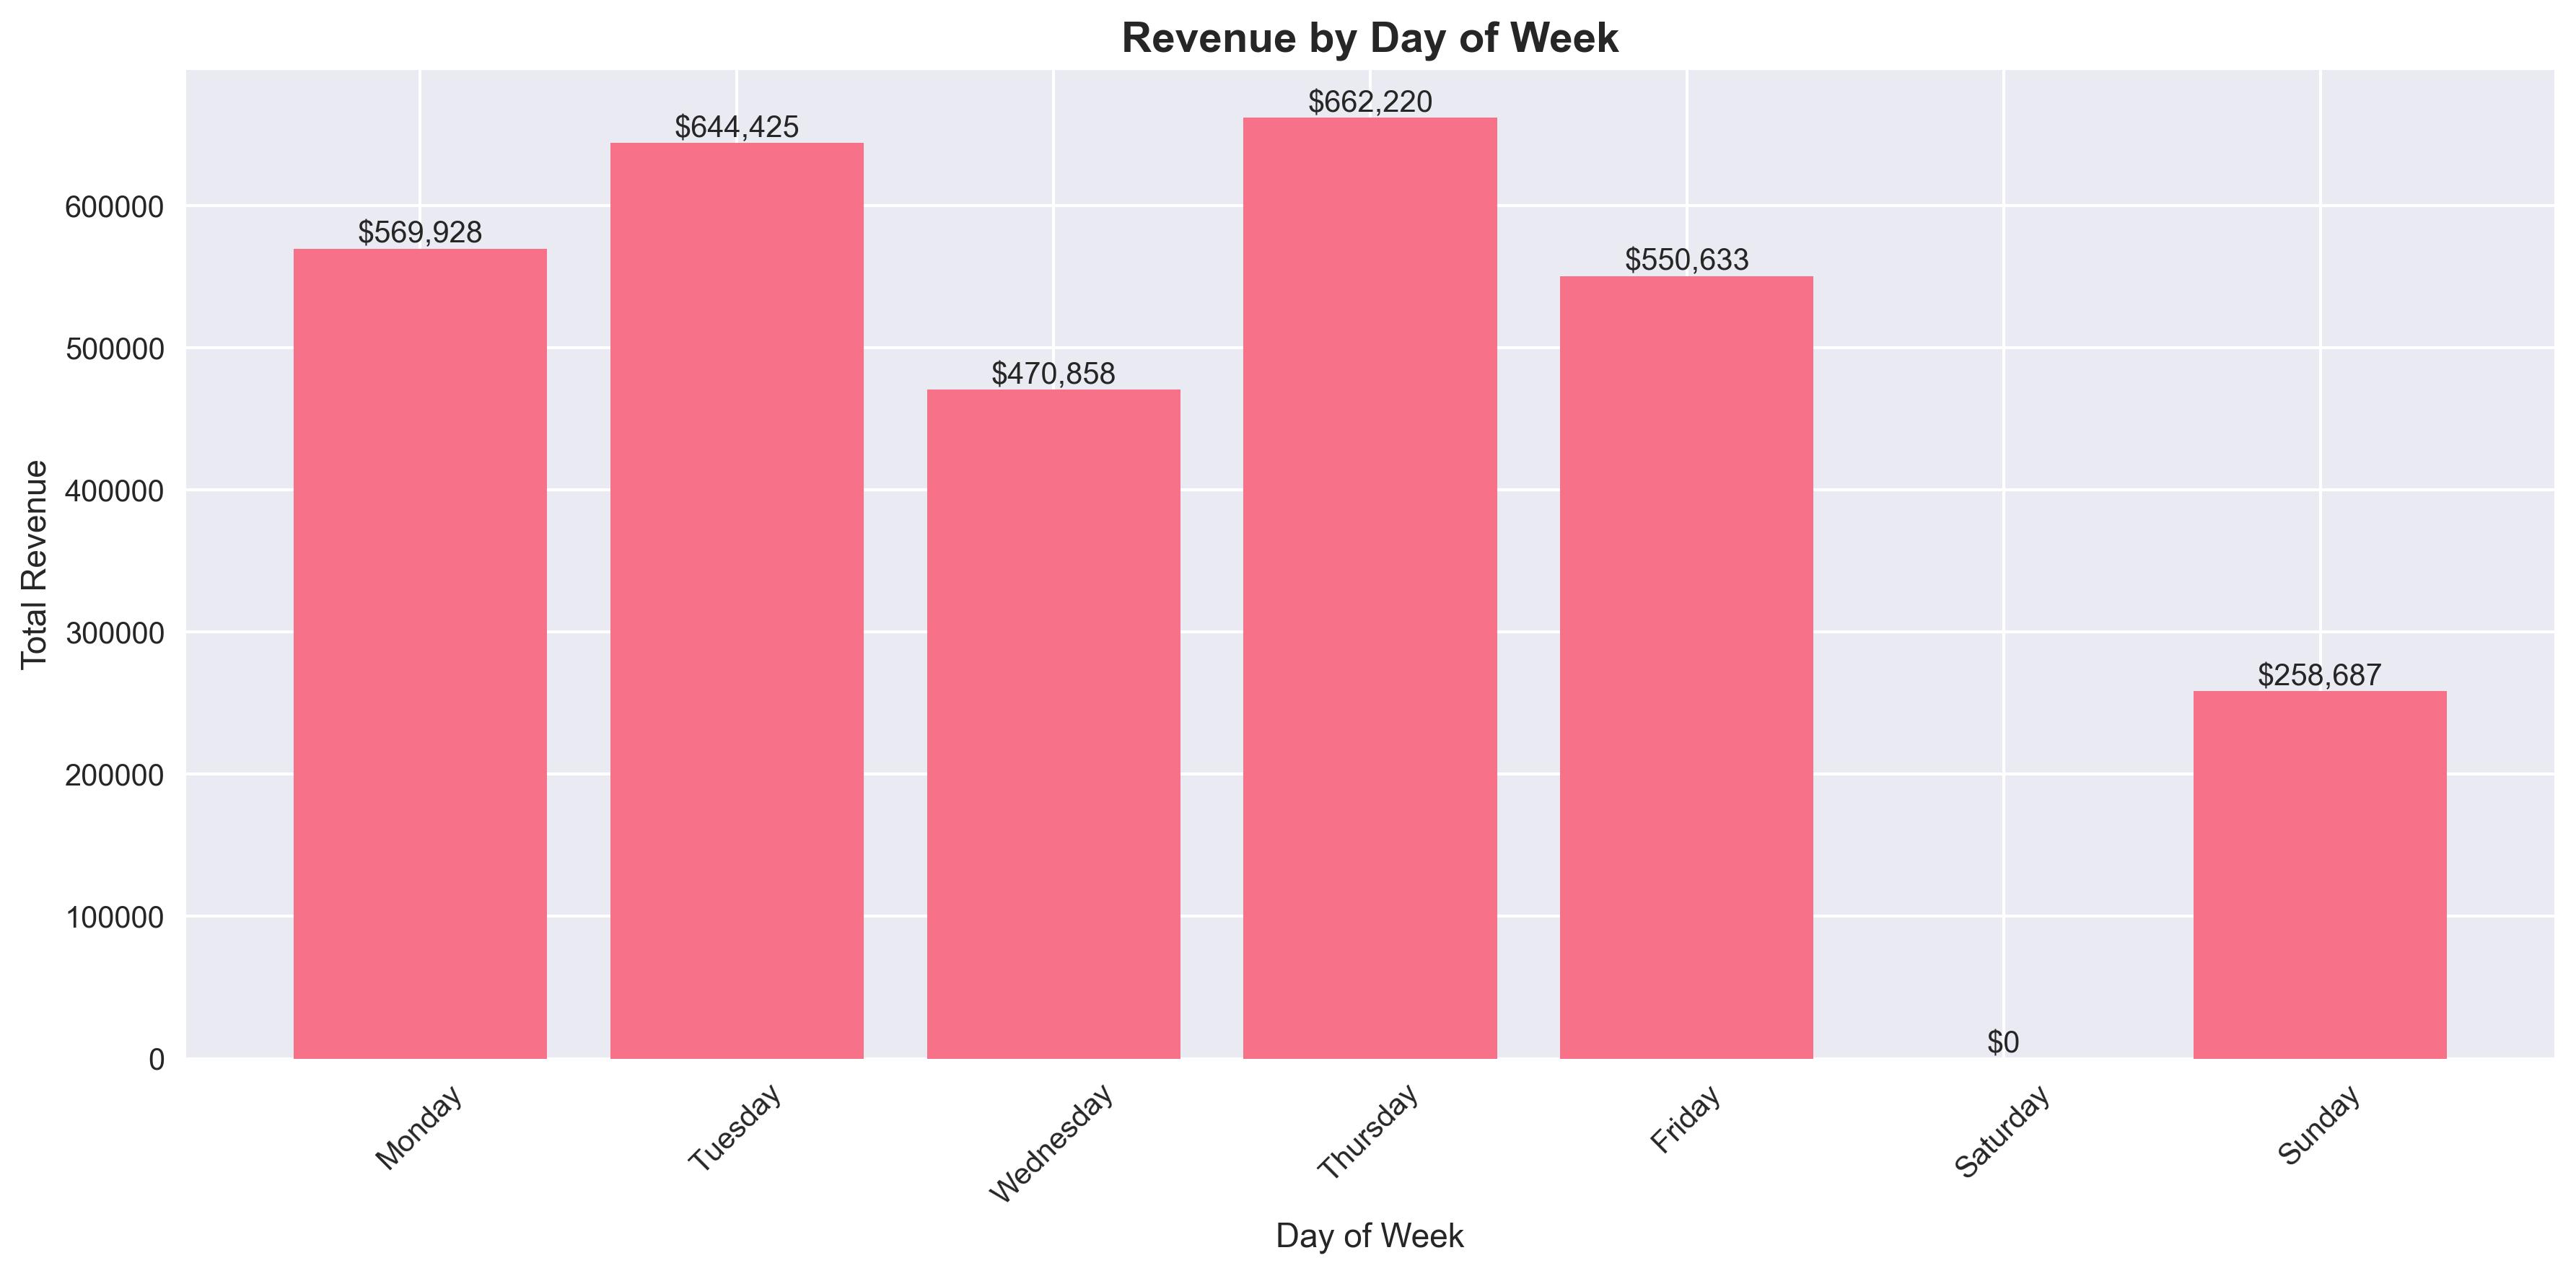 Revenue by Day of Week
$662,220
$644,425
$569,928
$550,633
$470,858
$258,687
$0
Total Revenue
600000
500000
400000
300000
200000
100000
0
Monday
Tuesday
Wednesday
Thursday
Friday
Saturday
Sunday
Day of Week